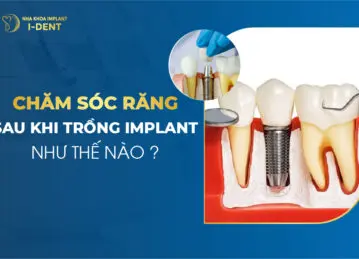 NHA KHOA IMPLANT
I-DENT
CHĂM SÓC RĂNG
SAU KHI TRỒNG IMPLANT
NHƯ THẾ NÀO ?